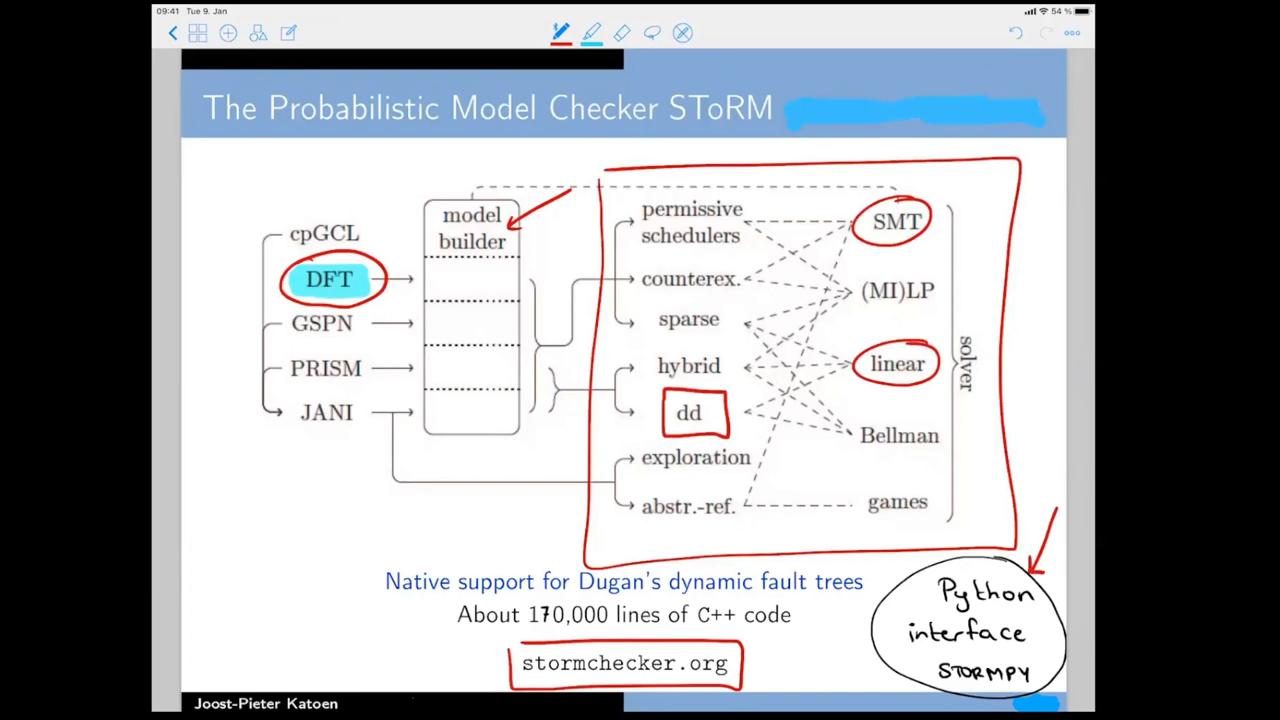 09:41 Tue 9. Jan
54 %
The Probabilistic Model Checker SToRM
cpGCL
DFT
GSPN
PRISM
JANI
model
builder
permissive
schedulers
counterex.
sparse
hybrid
dd
exploration
abstr.-ref.
SMT
(MI)LP
linear
Bellman
games
solver
Native support for Dugan's dynamic fault trees
About 170,000 lines of C++ code
stormchecker.org
Python
interface
STORMPY
Joost-Pieter Katoen